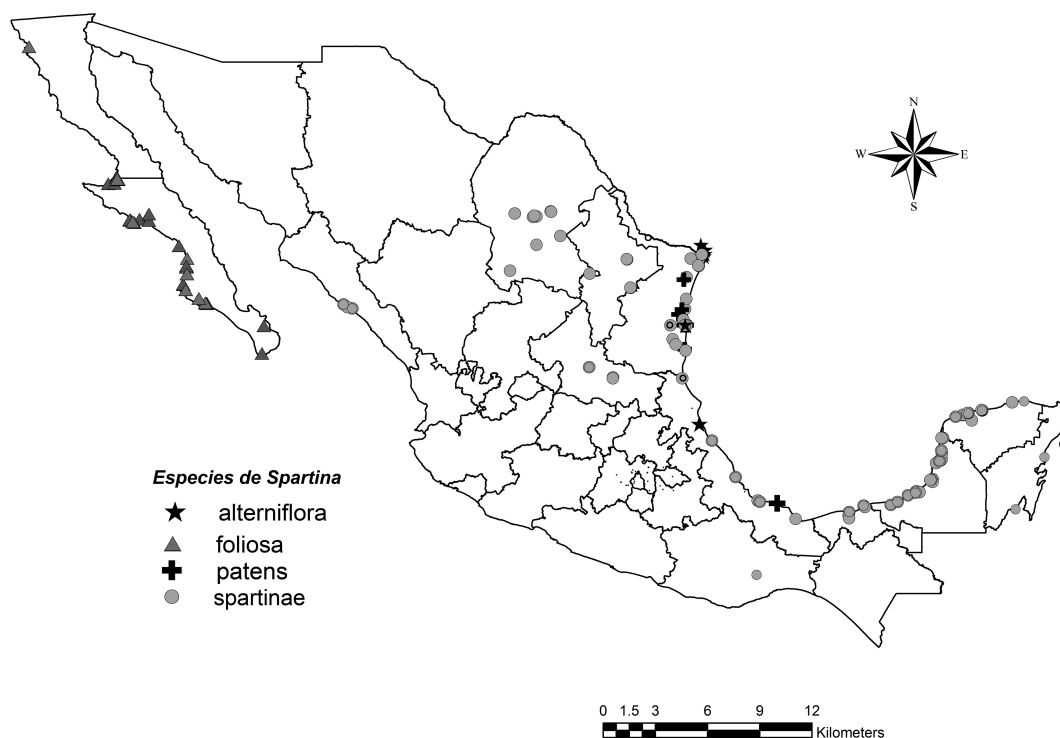 N
W E
S
Especies de Spartina
alterniflora
foliosa
patens
spartinae
0 1.5 3 6 9 12
Kilometers